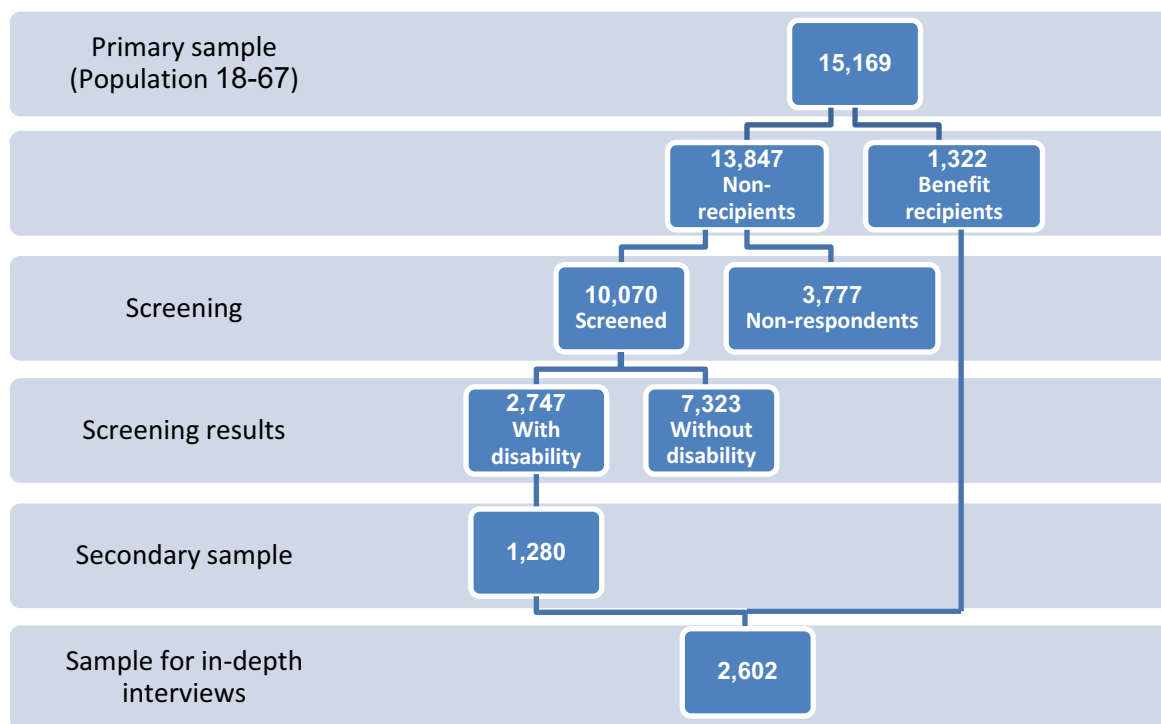 Primary sample
(Population 18-67)
15,169
13,847
Non-
recipients
1,322
Benefit
recipients
Screening
10,070
Screened
3,777
Non-respondents
Screening results
2,747
With
disability
7,323
Without
disability
Secondary sample
1,280
Sample for in-depth
interviews
2,602